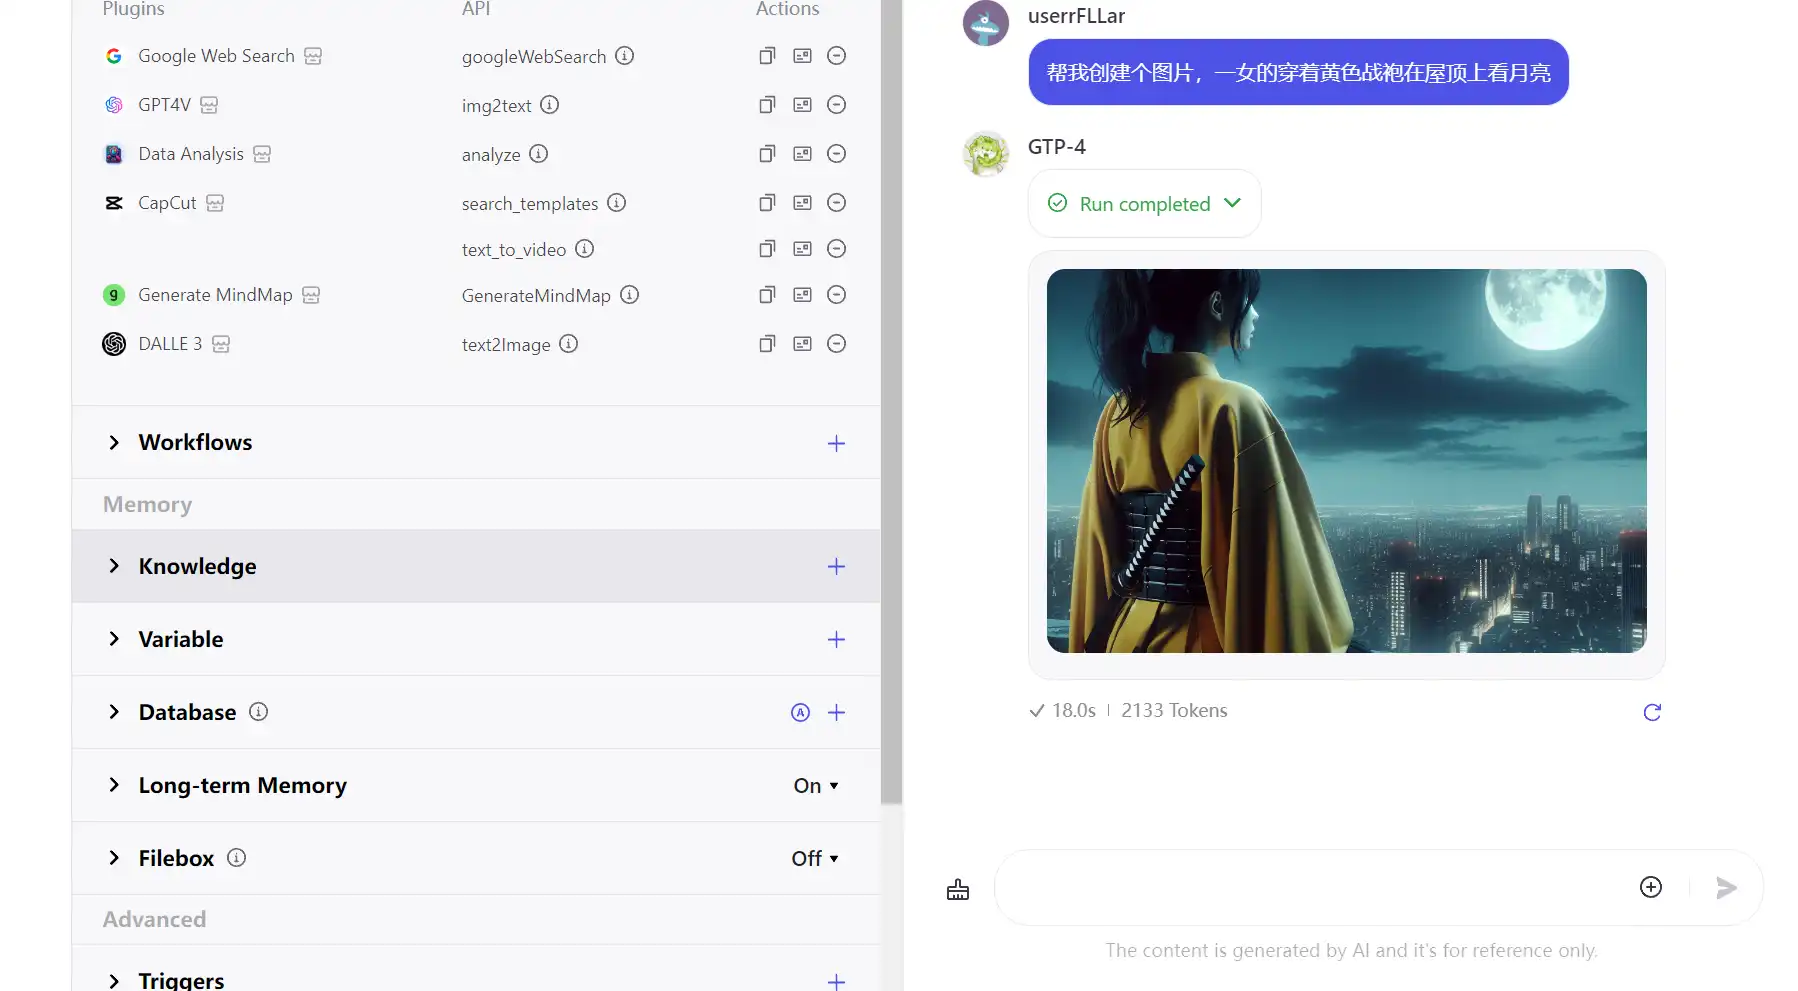 Plugins API Actions
Google Web Search googleWebSearch
GPT4V img2text
Data Analysis analyze
CapCut search_templates
text_to_video
Generate MindMap GenerateMindMap
DALLE 3 text2Image
Workflows
Memory
Knowledge
Variable
Database
Long-term Memory On
Filebox Off
Advanced
Triggers
userrFLLar
帮我创建个图片，一女的穿着黄色战袍在屋顶上看月亮
GTP-4
Run completed
18.0s 2133 Tokens
The content is generated by AI and it's for reference only.